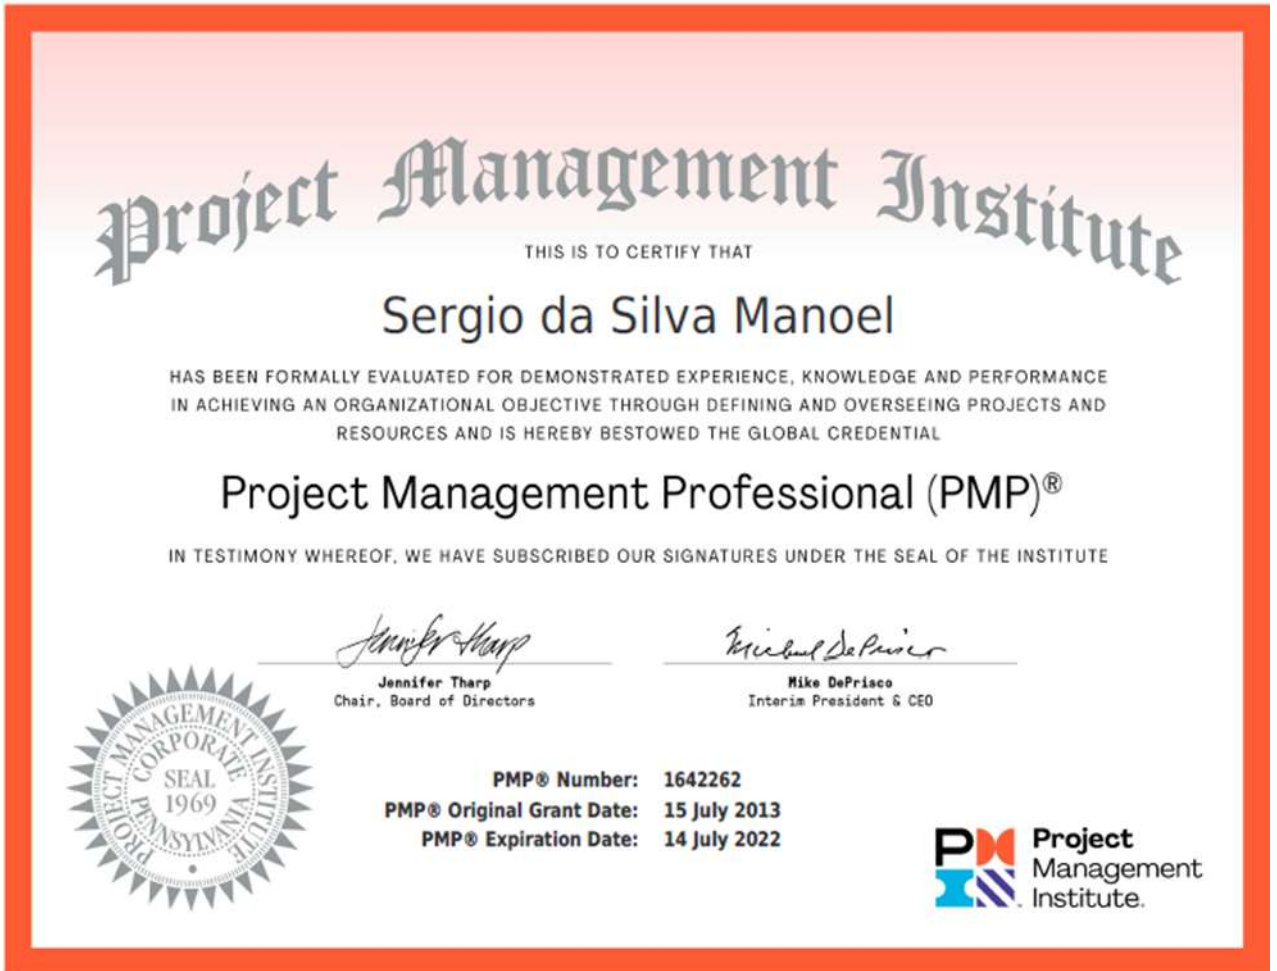 Project Management Institute
THIS IS TO CERTIFY THAT
Sergio da Silva Manoel
HAS BEEN FORMALLY EVALUATED FOR DEMONSTRATED EXPERIENCE, KNOWLEDGE AND PERFORMANCE
IN ACHIEVING AN ORGANIZATIONAL OBJECTIVE THROUGH DEFINING AND OVERSEEING PROJECTS AND
RESOURCES AND IS HEREBY BESTOWED THE GLOBAL CREDENTIAL
Project Management Professional (PMP)®
IN TESTIMONY WHEREOF, WE HAVE SUBSCRIBED OUR SIGNATURES UNDER THE SEAL OF THE INSTITUTE
Jennifer Tharp
Jennifer Tharp
Chair, Board of Directors
Michael DePrisco
Mike DePrisco
Interim President & CEO
PROJECT MANAGEMENT INSTITUTE
CORPORATE
SEAL
1969
PENNSYLVANIA
PMP® Number: 1642262
PMP® Original Grant Date: 15 July 2013
PMP® Expiration Date: 14 July 2022
PM
Project
Management
Institute.